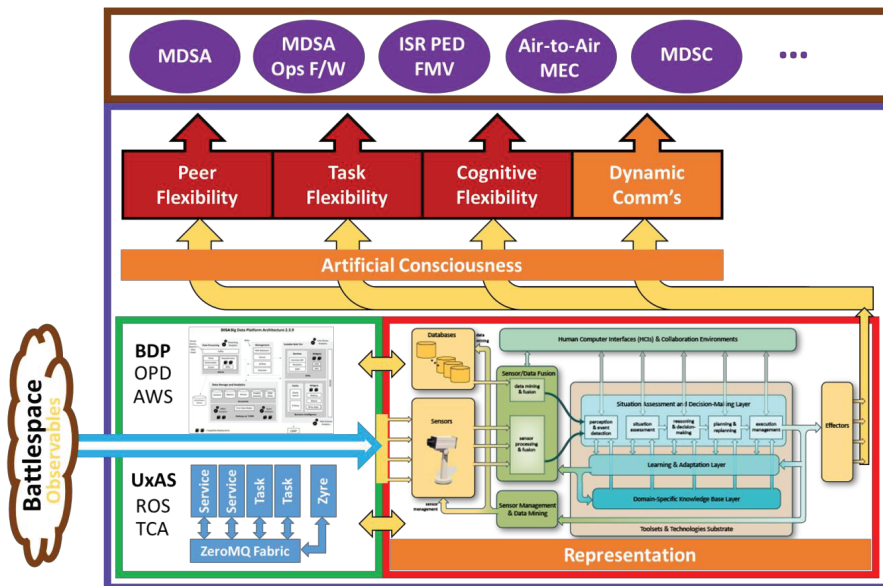 MDSA
MDSA
Ops F/W
ISR PED
FMV
Air-to-Air
MEC
MDSC
...
Peer
Flexibility
Task
Flexibility
Cognitive
Flexibility
Dynamic
Comm's
Artificial Consciousness
Battlespace
Observables
BDP
OPD
AWS
UxAS
ROS
TCA
Service
Service
Task
Task
Zyre
ZeroMQ Fabric
Databases
data
mining
Sensors
sensor
management
Sensor/Data Fusion
data mining
& fusion
sensor
processing
& fusion
Sensor Management
& Data Mining
Human Computer Interfaces (HCIs) & Collaboration Environments
Situation Assessment and Decision-Making Layer
perception
& event
detection
situation
assessment
reasoning
& decision-
making
planning &
replanning
execution
management
Learning & Adaptation Layer
Domain-Specific Knowledge Base Layer
Toolsets & Technologies Substrate
Effectors
Representation